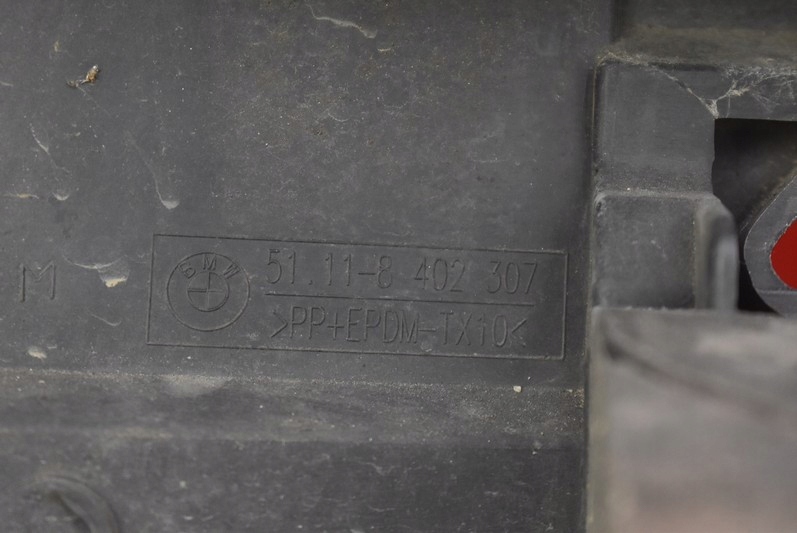 M
BMW
51.11-8 402 307
>PP+EPDM-TX10<